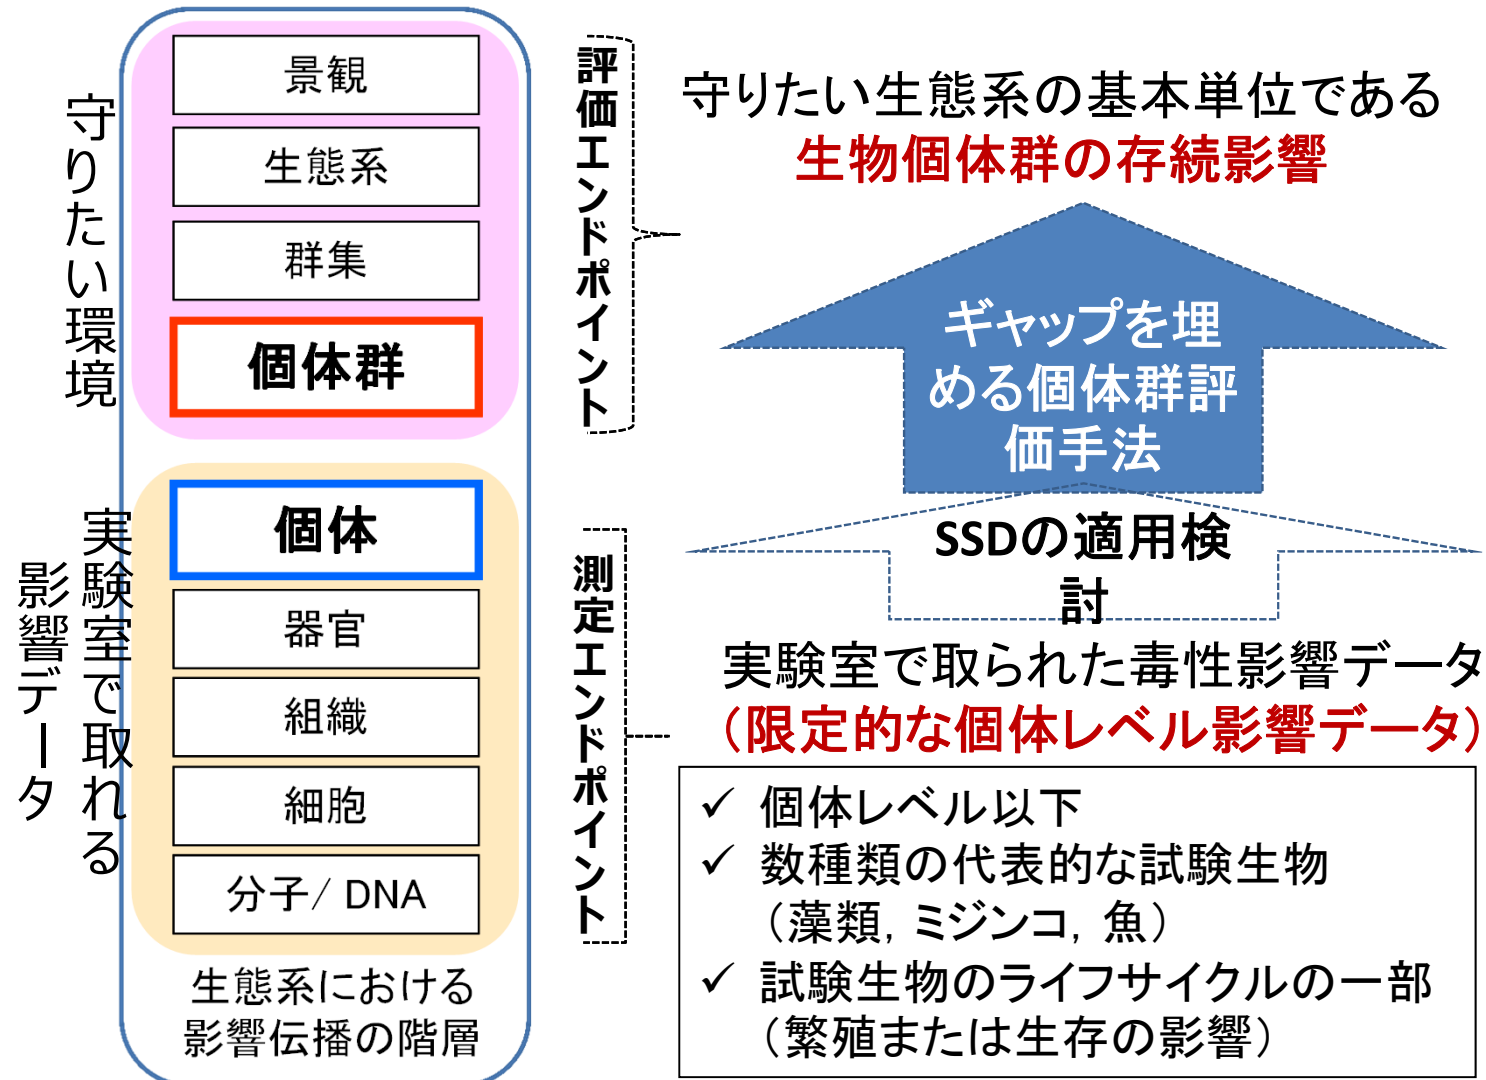 守りたい環境
景観
生態系
群集
個体群
実験室で取れる
影響データ
個体
器官
組織
細胞
分子/ DNA
生態系における
影響伝播の階層
評価エンドポイント
測定エンドポイント
守りたい生態系の基本単位である
生物個体群の存続影響
ギャップを埋
める個体群評
価手法
SSDの適用検
討
実験室で取られた毒性影響データ
（限定的な個体レベル影響データ）
✓ 個体レベル以下
✓ 数種類の代表的な試験生物
（藻類, ミジンコ, 魚）
✓ 試験生物のライフサイクルの一部
（繁殖または生存の影響）